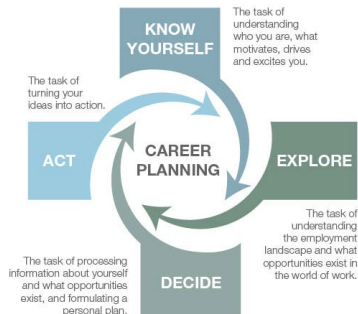 KNOW
YOURSELF
The task of
understanding
who you are, what
motivates, drives
and excites you.
The task of
turning your
ideas into action.
ACT
CAREER
PLANNING
EXPLORE
The task of
understanding
the employment
landscape and what
opportunities exist in
the world of work.
DECIDE
The task of processing
information about yourself
and what opportunities
exist, and formulating a
personal plan.